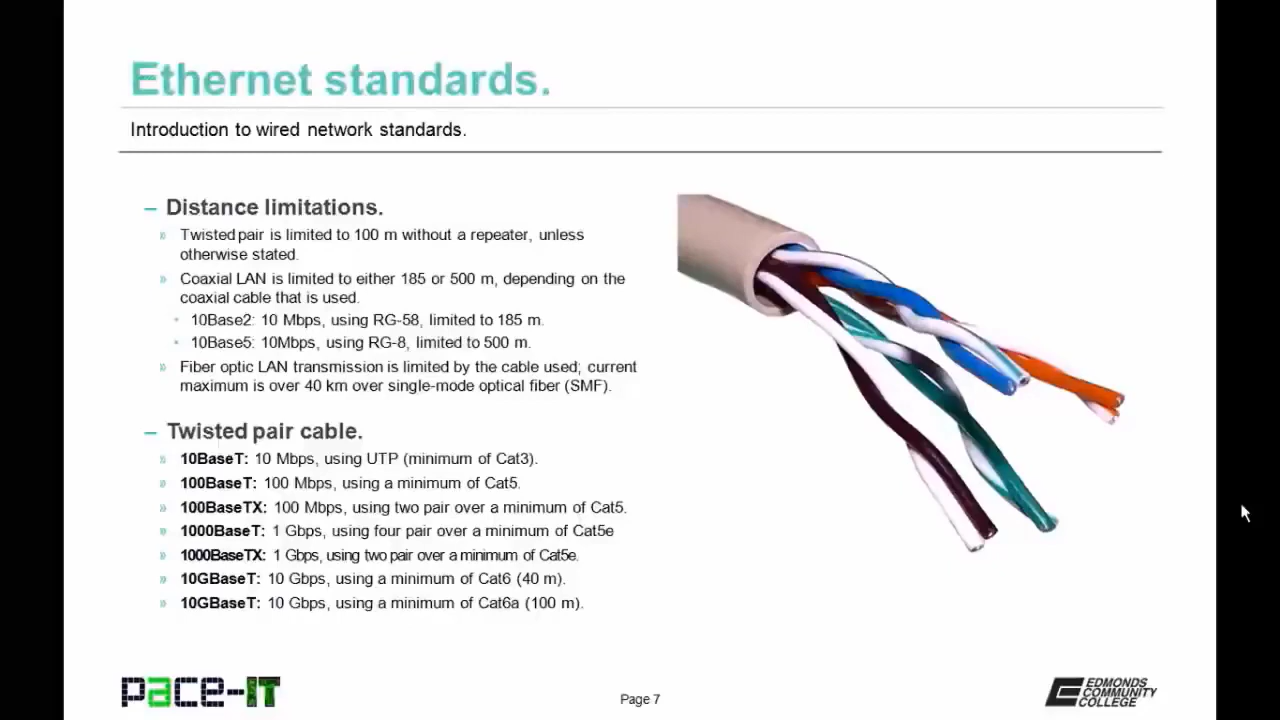 Ethernet standards.
Introduction to wired network standards.
– Distance limitations.
» Twisted pair is limited to 100 m without a repeater, unless
otherwise stated.
» Coaxial LAN is limited to either 185 or 500 m, depending on the
coaxial cable that is used.
• 10Base2: 10 Mbps, using RG-58, limited to 185 m.
• 10Base5: 10Mbps, using RG-8, limited to 500 m.
» Fiber optic LAN transmission is limited by the cable used; current
maximum is over 40 km over single-mode optical fiber (SMF).
– Twisted pair cable.
» 10BaseT: 10 Mbps, using UTP (minimum of Cat3).
» 100BaseT: 100 Mbps, using a minimum of Cat5.
» 100BaseTX: 100 Mbps, using two pair over a minimum of Cat5.
» 1000BaseT: 1 Gbps, using four pair over a minimum of Cat5e
» 1000BaseTX: 1 Gbps, using two pair over a minimum of Cat5e.
» 10GBaseT: 10 Gbps, using a minimum of Cat6 (40 m).
» 10GBaseT: 10 Gbps, using a minimum of Cat6a (100 m).
pace-IT
Page 7
EDMONDS
COMMUNITY
COLLEGE